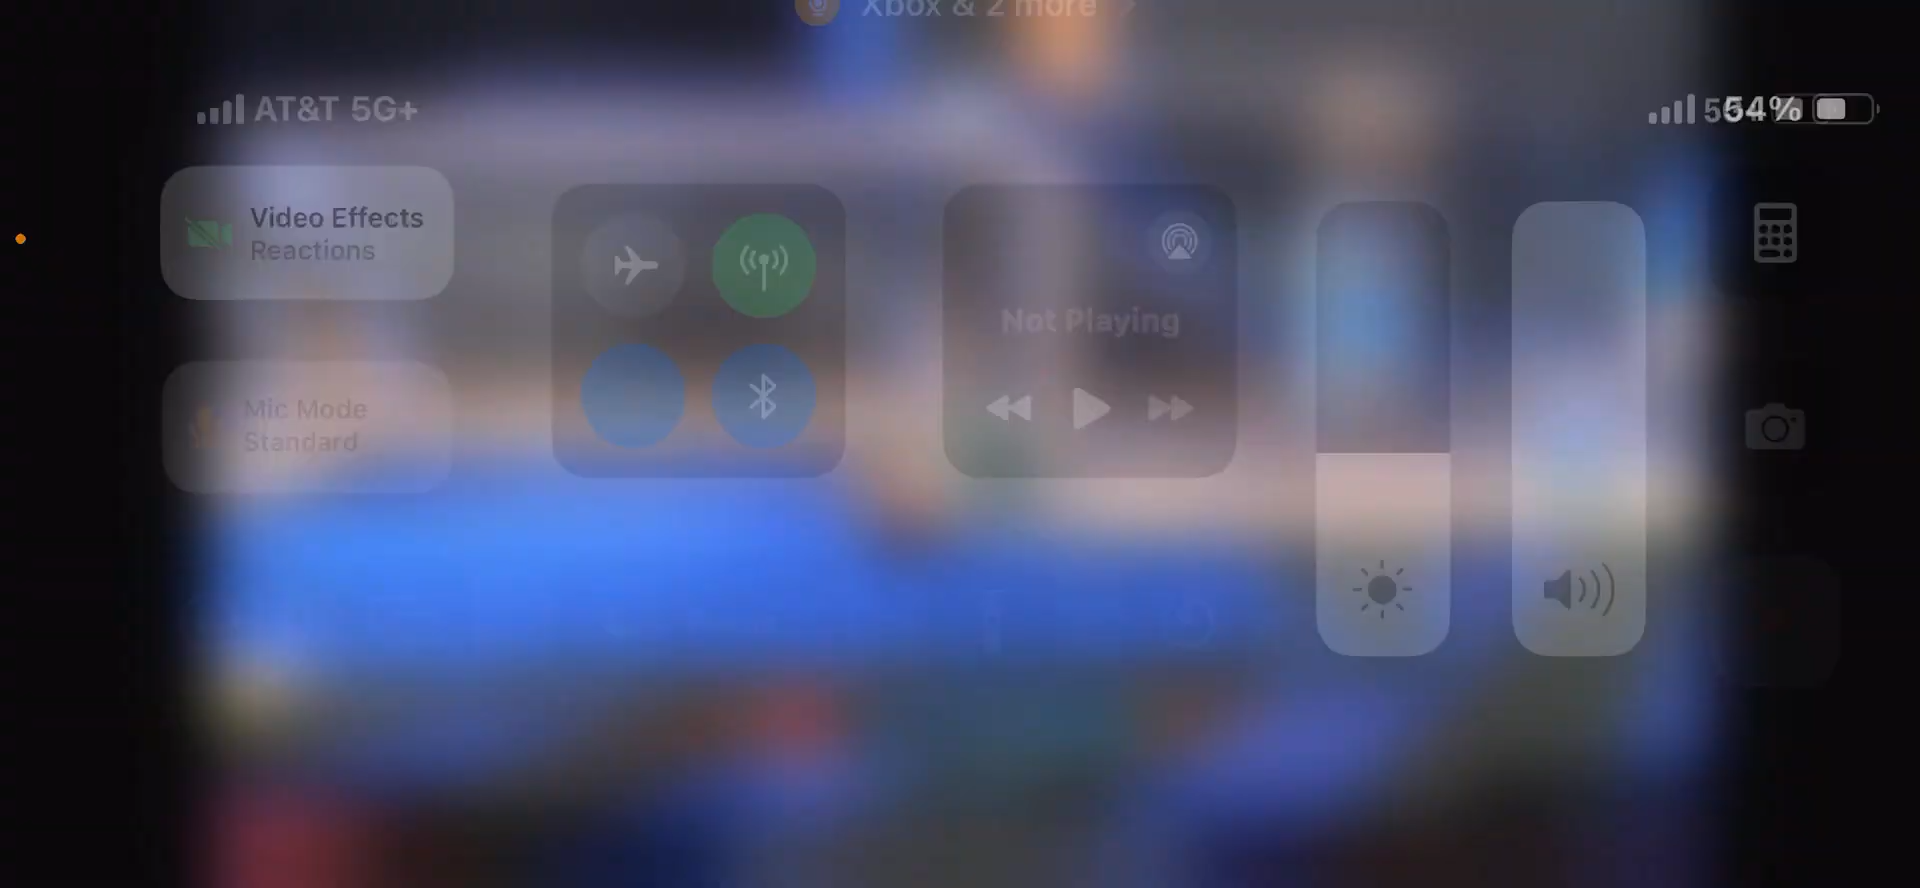 Xbox & 2 more
AT&T 5G+
54%
Video Effects
Reactions
Not Playing
Mic Mode
Standard